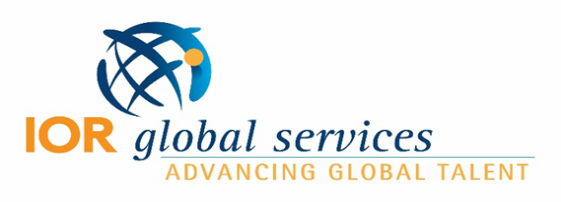 IOR global services
ADVANCING GLOBAL TALENT